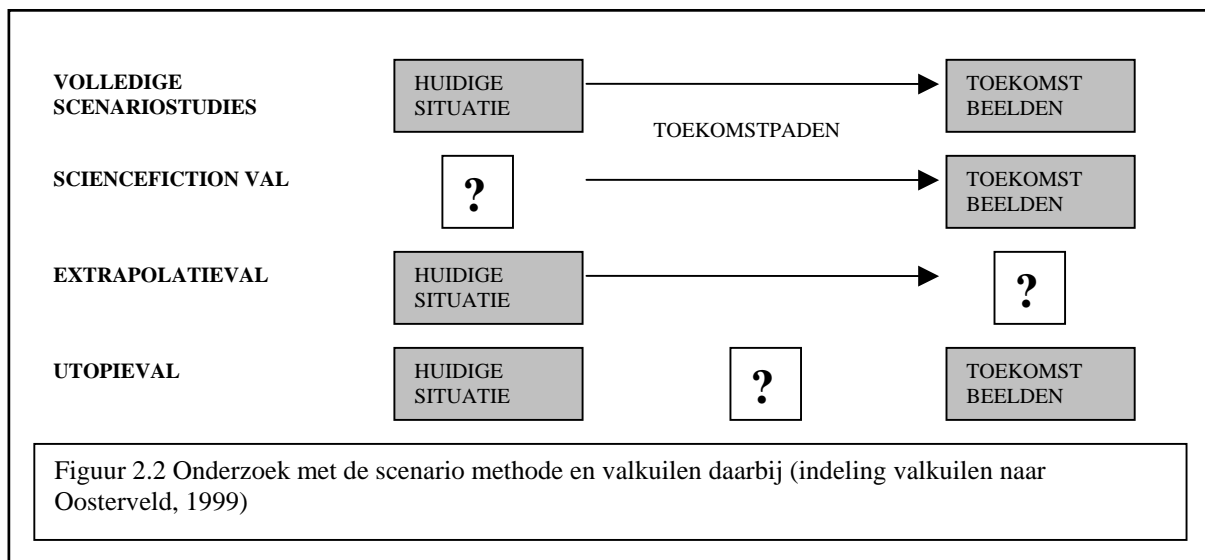 VOLLEDIGE
SCENARIOSTUDIES
HUIDIGE
SITUATIE
TOEKOMST
BEELDEN
TOEKOMSTPADEN
SCIENCEFICTION VAL
?
TOEKOMST
BEELDEN
EXTRAPOLATIEVAL
HUIDIGE
SITUATIE
?
UTOPIEVAL
HUIDIGE
SITUATIE
?
TOEKOMST
BEELDEN
Figuur 2.2 Onderzoek met de scenario methode en valkuilen daarbij (indeling valkuilen naar
Oosterveld, 1999)